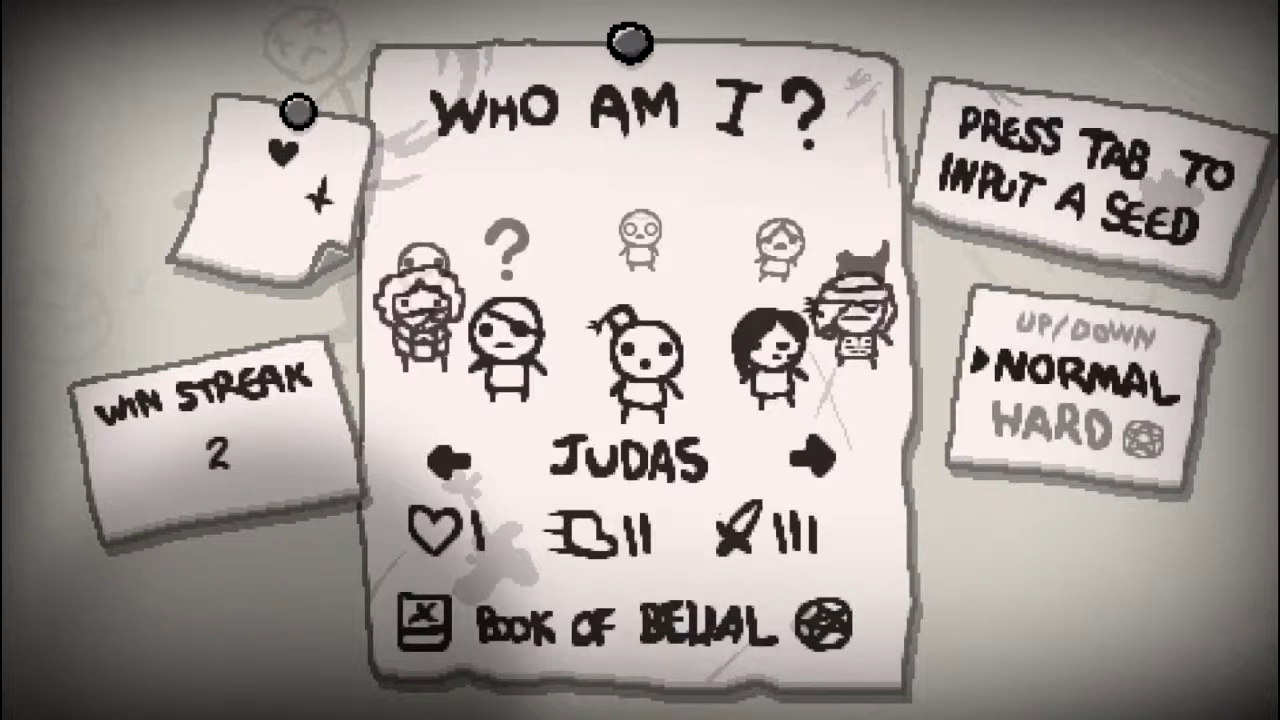 WHO AM I?
PRESS TAB TO
INPUT A SEED
?
UP/DOWN
NORMAL
HARD
WIN STREAK
2
JUDAS
BOOK OF BELIAL